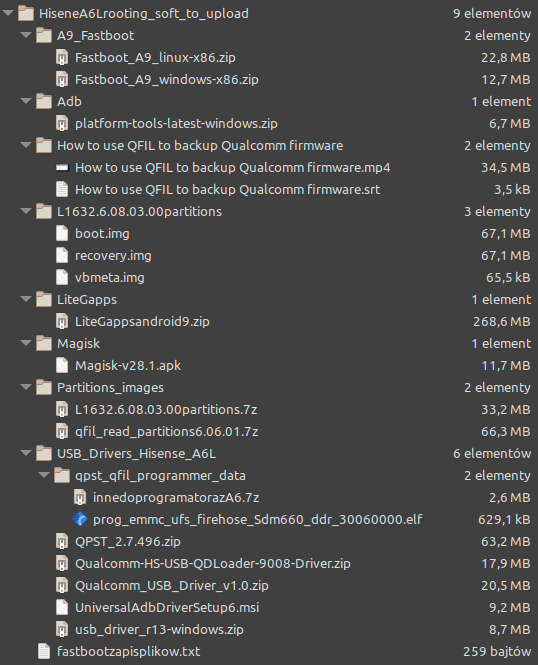 HiseneA6Lrooting_soft_to_upload 9 elementów
A9_Fastboot 2 elementy
Fastboot_A9_linux-x86.zip 22,8 MB
Fastboot_A9_windows-x86.zip 12,7 MB
Adb 1 element
platform-tools-latest-windows.zip 6,7 MB
How to use QFIL to backup Qualcomm firmware 2 elementy
How to use QFIL to backup Qualcomm firmware.mp4 34,5 MB
How to use QFIL to backup Qualcomm firmware.srt 3,5 kB
L1632.6.08.03.00partitions 3 elementy
boot.img 67,1 MB
recovery.img 67,1 MB
vbmeta.img 65,5 kB
LiteGapps 1 element
LiteGappsandroid9.zip 268,6 MB
Magisk 1 element
Magisk-v28.1.apk 11,7 MB
Partitions_images 2 elementy
L1632.6.08.03.00partitions.7z 33,2 MB
qfil_read_partitions6.06.01.7z 66,3 MB
USB_Drivers_Hisense_A6L 6 elementów
qpst_qfil_programmer_data 2 elementy
innedoprogramatorazA6.7z 2,6 MB
prog_emmc_ufs_firehose_Sdm660_ddr_30060000.elf 629,1 kB
QPST_2.7.496.zip 63,2 MB
Qualcomm-HS-USB-QDLoader-9008-Driver.zip 17,9 MB
Qualcomm_USB_Driver_v1.0.zip 20,5 MB
UniversalAdbDriverSetup6.msi 9,2 MB
usb_driver_r13-windows.zip 8,7 MB
fastbootzapisplikow.txt 259 bajtów